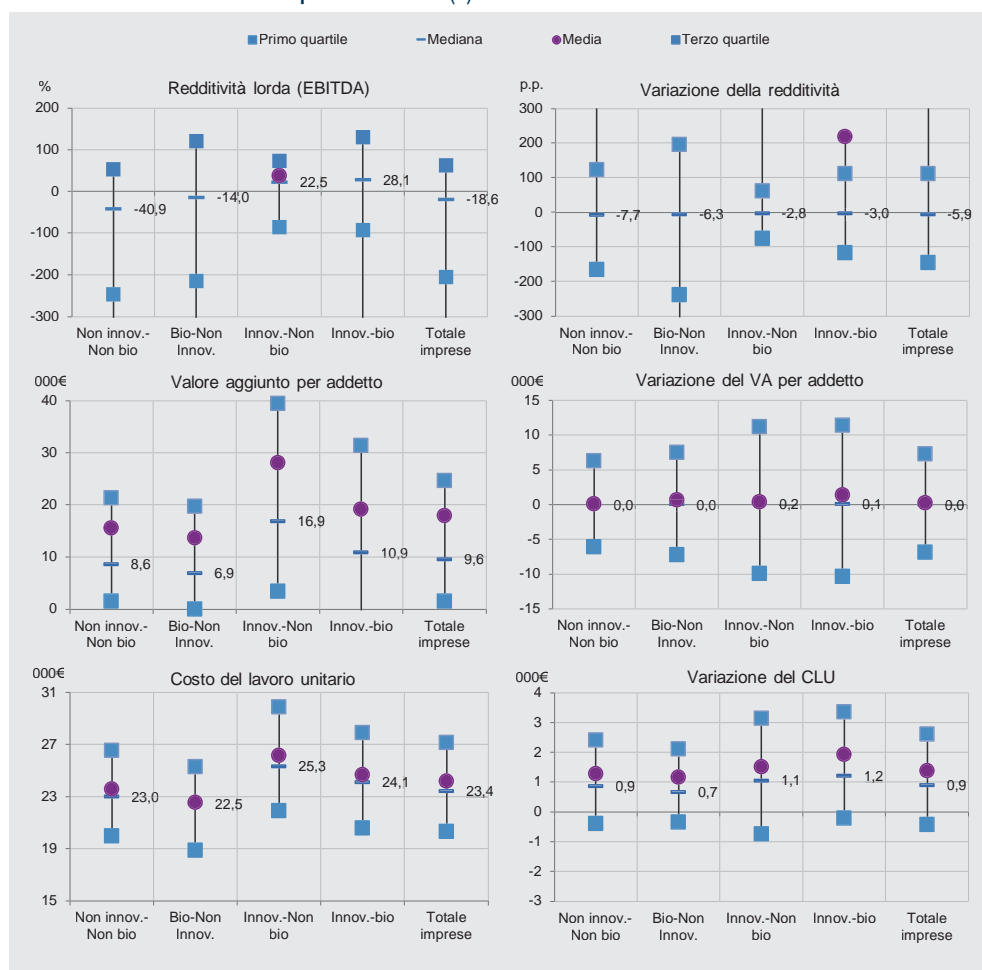 Primo quartile Mediana Media Terzo quartile
% Redditività lorda (EBITDA)
200
100
0
-100
-200
-300
-40,9 -14,0 22,5 28,1 -18,6
Non innov.- Bio-Non Innov.-Non Innov.-bio Totale
Non bio Innov. bio imprese
p.p. Variazione della redditività
300
200
100
0
-100
-200
-300
-7,7 -6,3 -2,8 -3,0 -5,9
Non innov.- Bio-Non Innov.-Non Innov.-bio Totale
Non bio Innov. bio imprese
000€ Valore aggiunto per addetto
40
30
20
10
0
8,6 6,9 16,9 10,9 9,6
Non innov.- Bio-Non Innov.-Non Innov.-bio Totale
Non bio Innov. bio imprese
000€ Variazione del VA per addetto
15
10
5
0
-5
-10
-15
0,0 0,0 0,2 0,1 0,0
Non innov.- Bio-Non Innov.-Non Innov.-bio Totale
Non bio Innov. bio imprese
000€ Costo del lavoro unitario
31
27
23
19
15
23,0 22,5 25,3 24,1 23,4
Non innov.- Bio-Non Innov.-Non Innov.-bio Totale
Non bio Innov. bio imprese
000€ Variazione del CLU
4
3
2
1
0
-1
-2
-3
0,9 0,7 1,1 1,2 0,9
Non innov.- Bio-Non Innov.-Non Innov.-bio Totale
Non bio Innov. bio imprese